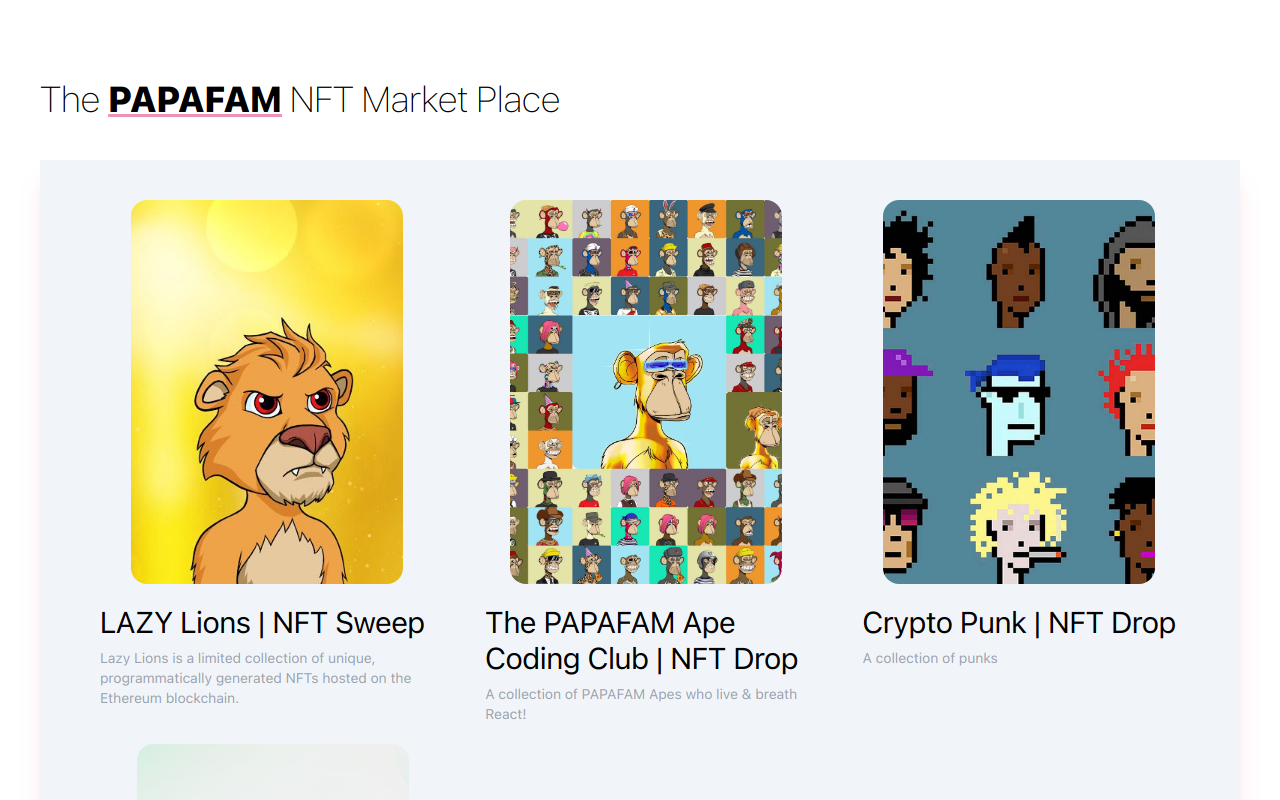 The PAPAFAM NFT Market Place
LAZY Lions | NFT Sweep
Lazy Lions is a limited collection of unique,
programmatically generated NFTs hosted on the
Ethereum blockchain.
The PAPAFAM Ape
Coding Club | NFT Drop
A collection of PAPAFAM Apes who live & breath
React!
Crypto Punk | NFT Drop
A collection of punks